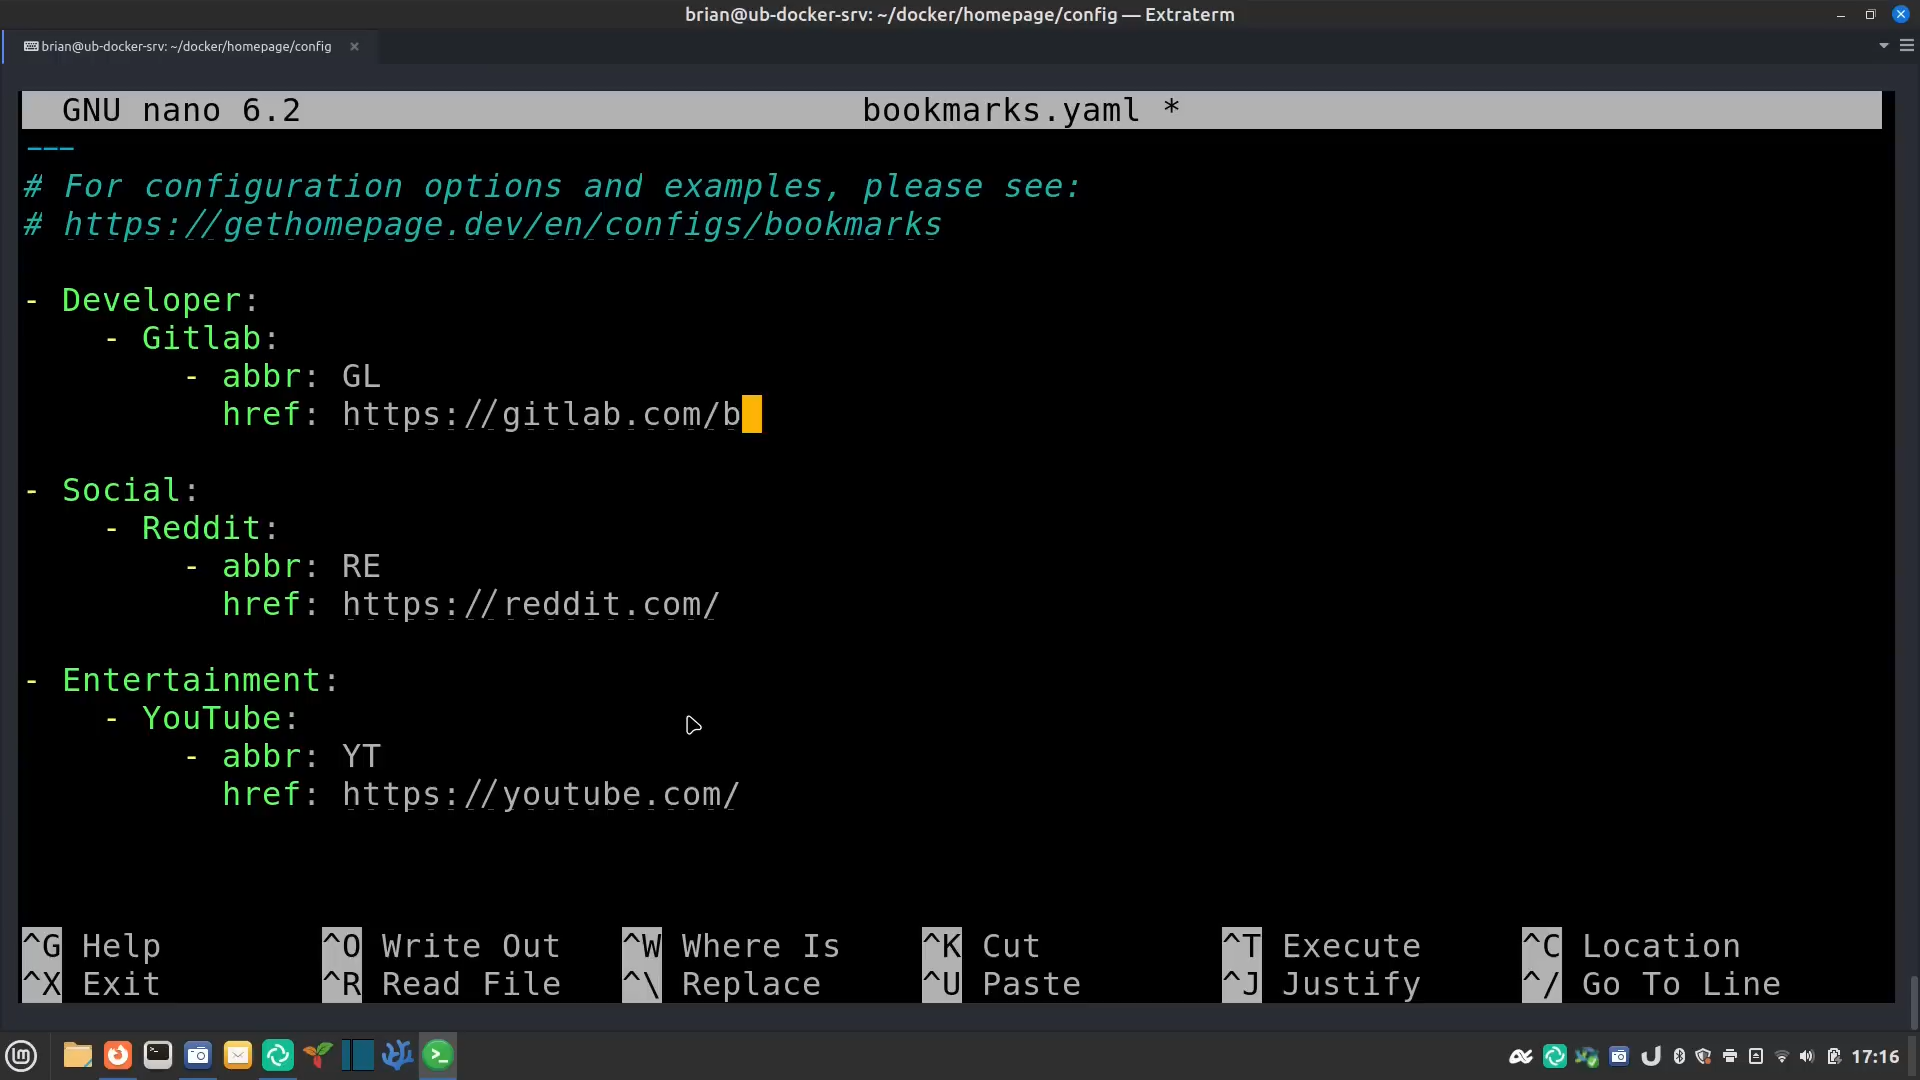 brian@ub-docker-srv: ~/docker/homepage/config — Extraterm
brian@ub-docker-srv: ~/docker/homepage/config
GNU nano 6.2 bookmarks.yaml *
---
# For configuration options and examples, please see:
# https://gethomepage.dev/en/configs/bookmarks
- Developer:
- Gitlab:
- abbr: GL
href: https://gitlab.com/b
- Social:
- Reddit:
- abbr: RE
href: https://reddit.com/
- Entertainment:
- YouTube:
- abbr: YT
href: https://youtube.com/
^G Help ^O Write Out ^W Where Is ^K Cut ^T Execute ^C Location
^X Exit ^R Read File ^\ Replace ^U Paste ^J Justify ^/ Go To Line
17:16